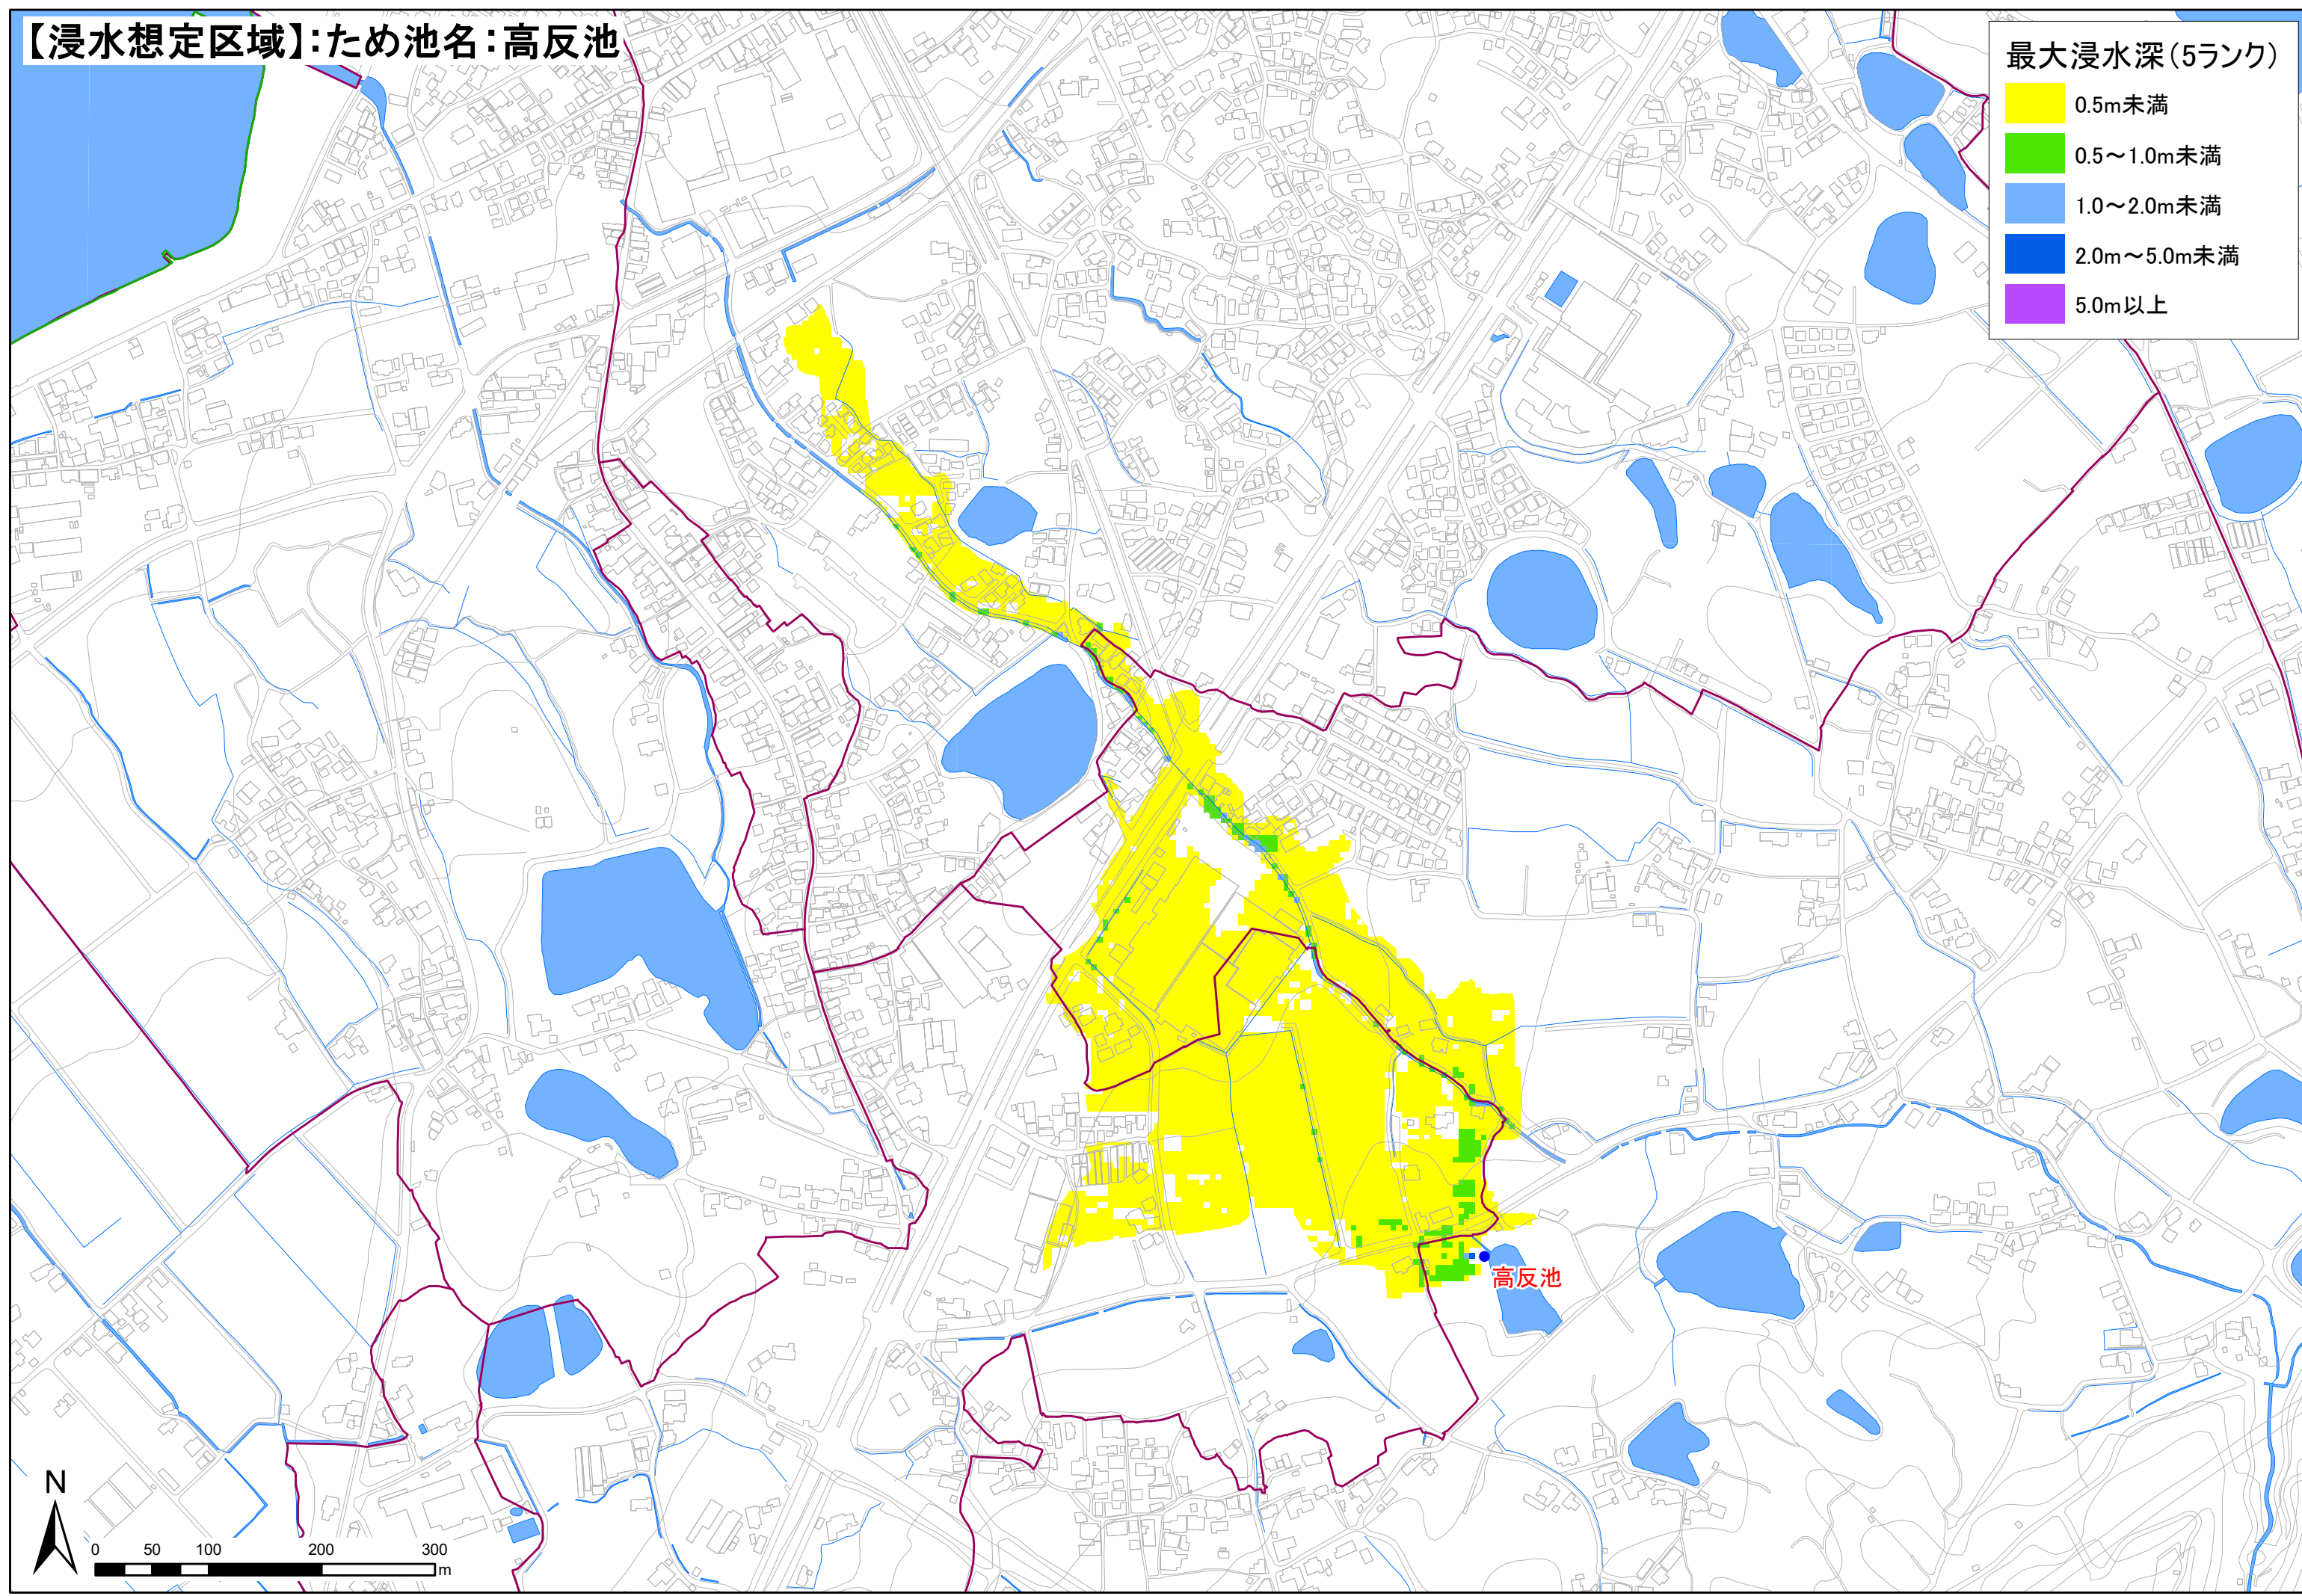 【浸水想定区域】:ため池名:高反池
最大浸水深(5ランク)
0.5m未満
0.5～1.0m未満
1.0～2.0m未満
2.0m～5.0m未満
5.0m以上
高反池
N
0 50 100 200 300
m